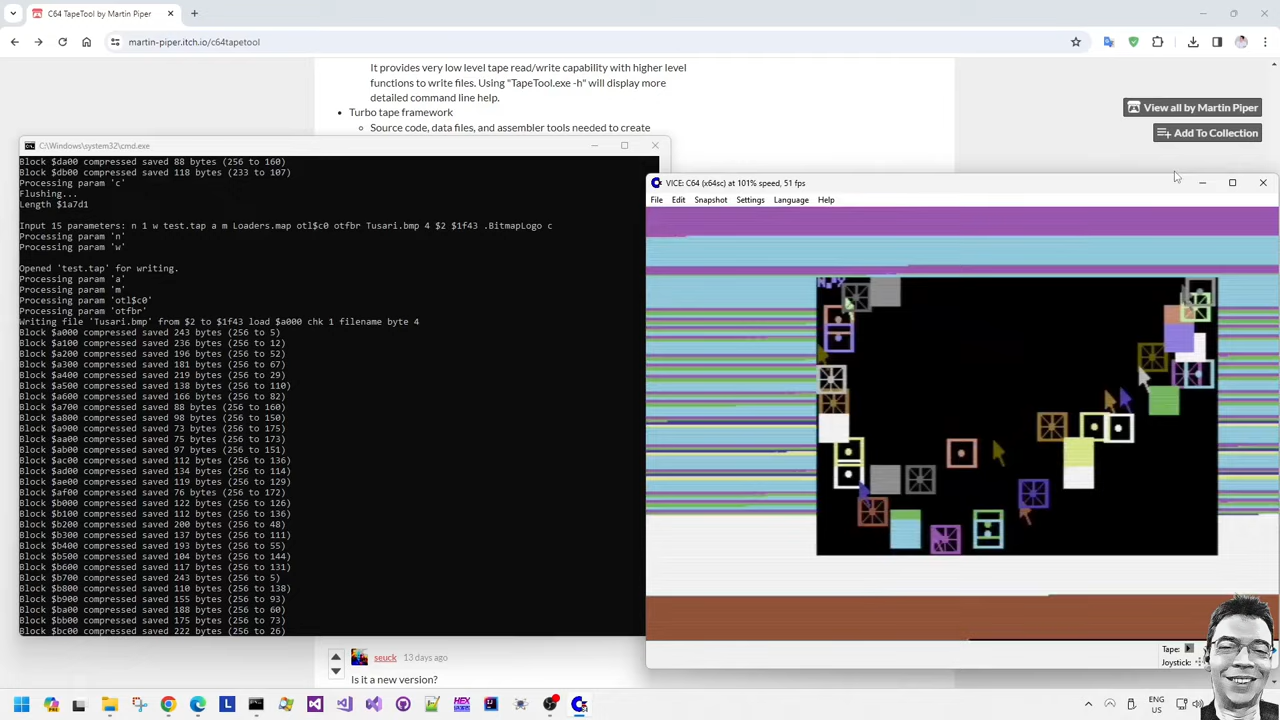 C64 TapeTool by Martin Piper
martin-piper.itch.io/c64tapetool
It provides very low level tape read/write capability with higher level
functions to write files. Using "TapeTool.exe -h" will display more
detailed command line help.
Turbo tape framework
Source code, data files, and assembler tools needed to create
View all by Martin Piper
Add To Collection
C:\Windows\system32\cmd.exe
Block $da00 compressed saved 88 bytes (256 to 160)
Block $db00 compressed saved 118 bytes (233 to 107)
Processing param 'c'
Flushing...
Length $1a7d1
Input 15 parameters: n 1 w test.tap a m Loaders.map otl$c0 otfbr Tusari.bmp 4 $2 $1f43 .BitmapLogo c
Processing param 'n'
Processing param 'w'
Opened 'test.tap' for writing.
Processing param 'a'
Processing param 'm'
Processing param 'otl$c0'
Processing param 'otfbr'
Writing file 'Tusari.bmp' from $2 to $1f43 load $a000 chk 1 filename byte 4
Block $a000 compressed saved 243 bytes (256 to 5)
Block $a100 compressed saved 236 bytes (256 to 12)
Block $a200 compressed saved 196 bytes (256 to 52)
Block $a300 compressed saved 181 bytes (256 to 67)
Block $a400 compressed saved 219 bytes (256 to 29)
Block $a500 compressed saved 138 bytes (256 to 110)
Block $a600 compressed saved 166 bytes (256 to 82)
Block $a700 compressed saved 88 bytes (256 to 160)
Block $a800 compressed saved 98 bytes (256 to 150)
Block $a900 compressed saved 73 bytes (256 to 175)
Block $aa00 compressed saved 75 bytes (256 to 173)
Block $ab00 compressed saved 97 bytes (256 to 151)
Block $ac00 compressed saved 112 bytes (256 to 136)
Block $ad00 compressed saved 134 bytes (256 to 114)
Block $ae00 compressed saved 119 bytes (256 to 129)
Block $af00 compressed saved 76 bytes (256 to 172)
Block $b000 compressed saved 122 bytes (256 to 126)
Block $b100 compressed saved 112 bytes (256 to 136)
Block $b200 compressed saved 200 bytes (256 to 48)
Block $b300 compressed saved 137 bytes (256 to 111)
Block $b400 compressed saved 193 bytes (256 to 55)
Block $b500 compressed saved 104 bytes (256 to 144)
Block $b600 compressed saved 117 bytes (256 to 131)
Block $b700 compressed saved 243 bytes (256 to 5)
Block $b800 compressed saved 110 bytes (256 to 138)
Block $b900 compressed saved 155 bytes (256 to 93)
Block $ba00 compressed saved 188 bytes (256 to 60)
Block $bb00 compressed saved 175 bytes (256 to 73)
Block $bc00 compressed saved 222 bytes (256 to 26)
VICE: C64 (x64sc) at 101% speed, 51 fps
File Edit Snapshot Settings Language Help
Tape:
Joystick:
seuck 13 days ago
Is it a new version?
ENG
US